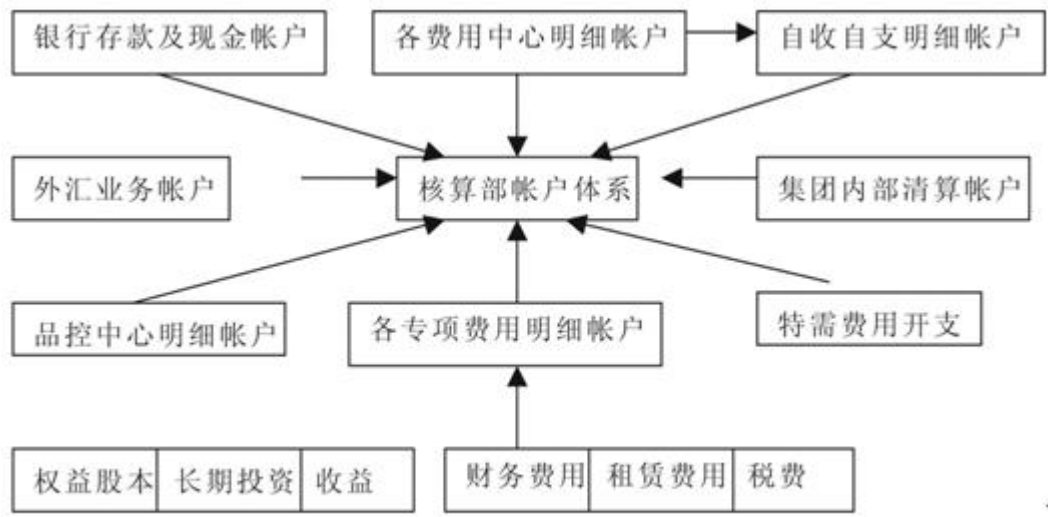 银行存款及现金帐户
各费用中心明细帐户
自收自支明细帐户
外汇业务帐户
核算部帐户体系
集团内部清算帐户
品控中心明细帐户
各专项费用明细帐户
特需费用开支
权益股本
长期投资
收益
财务费用
租赁费用
税费